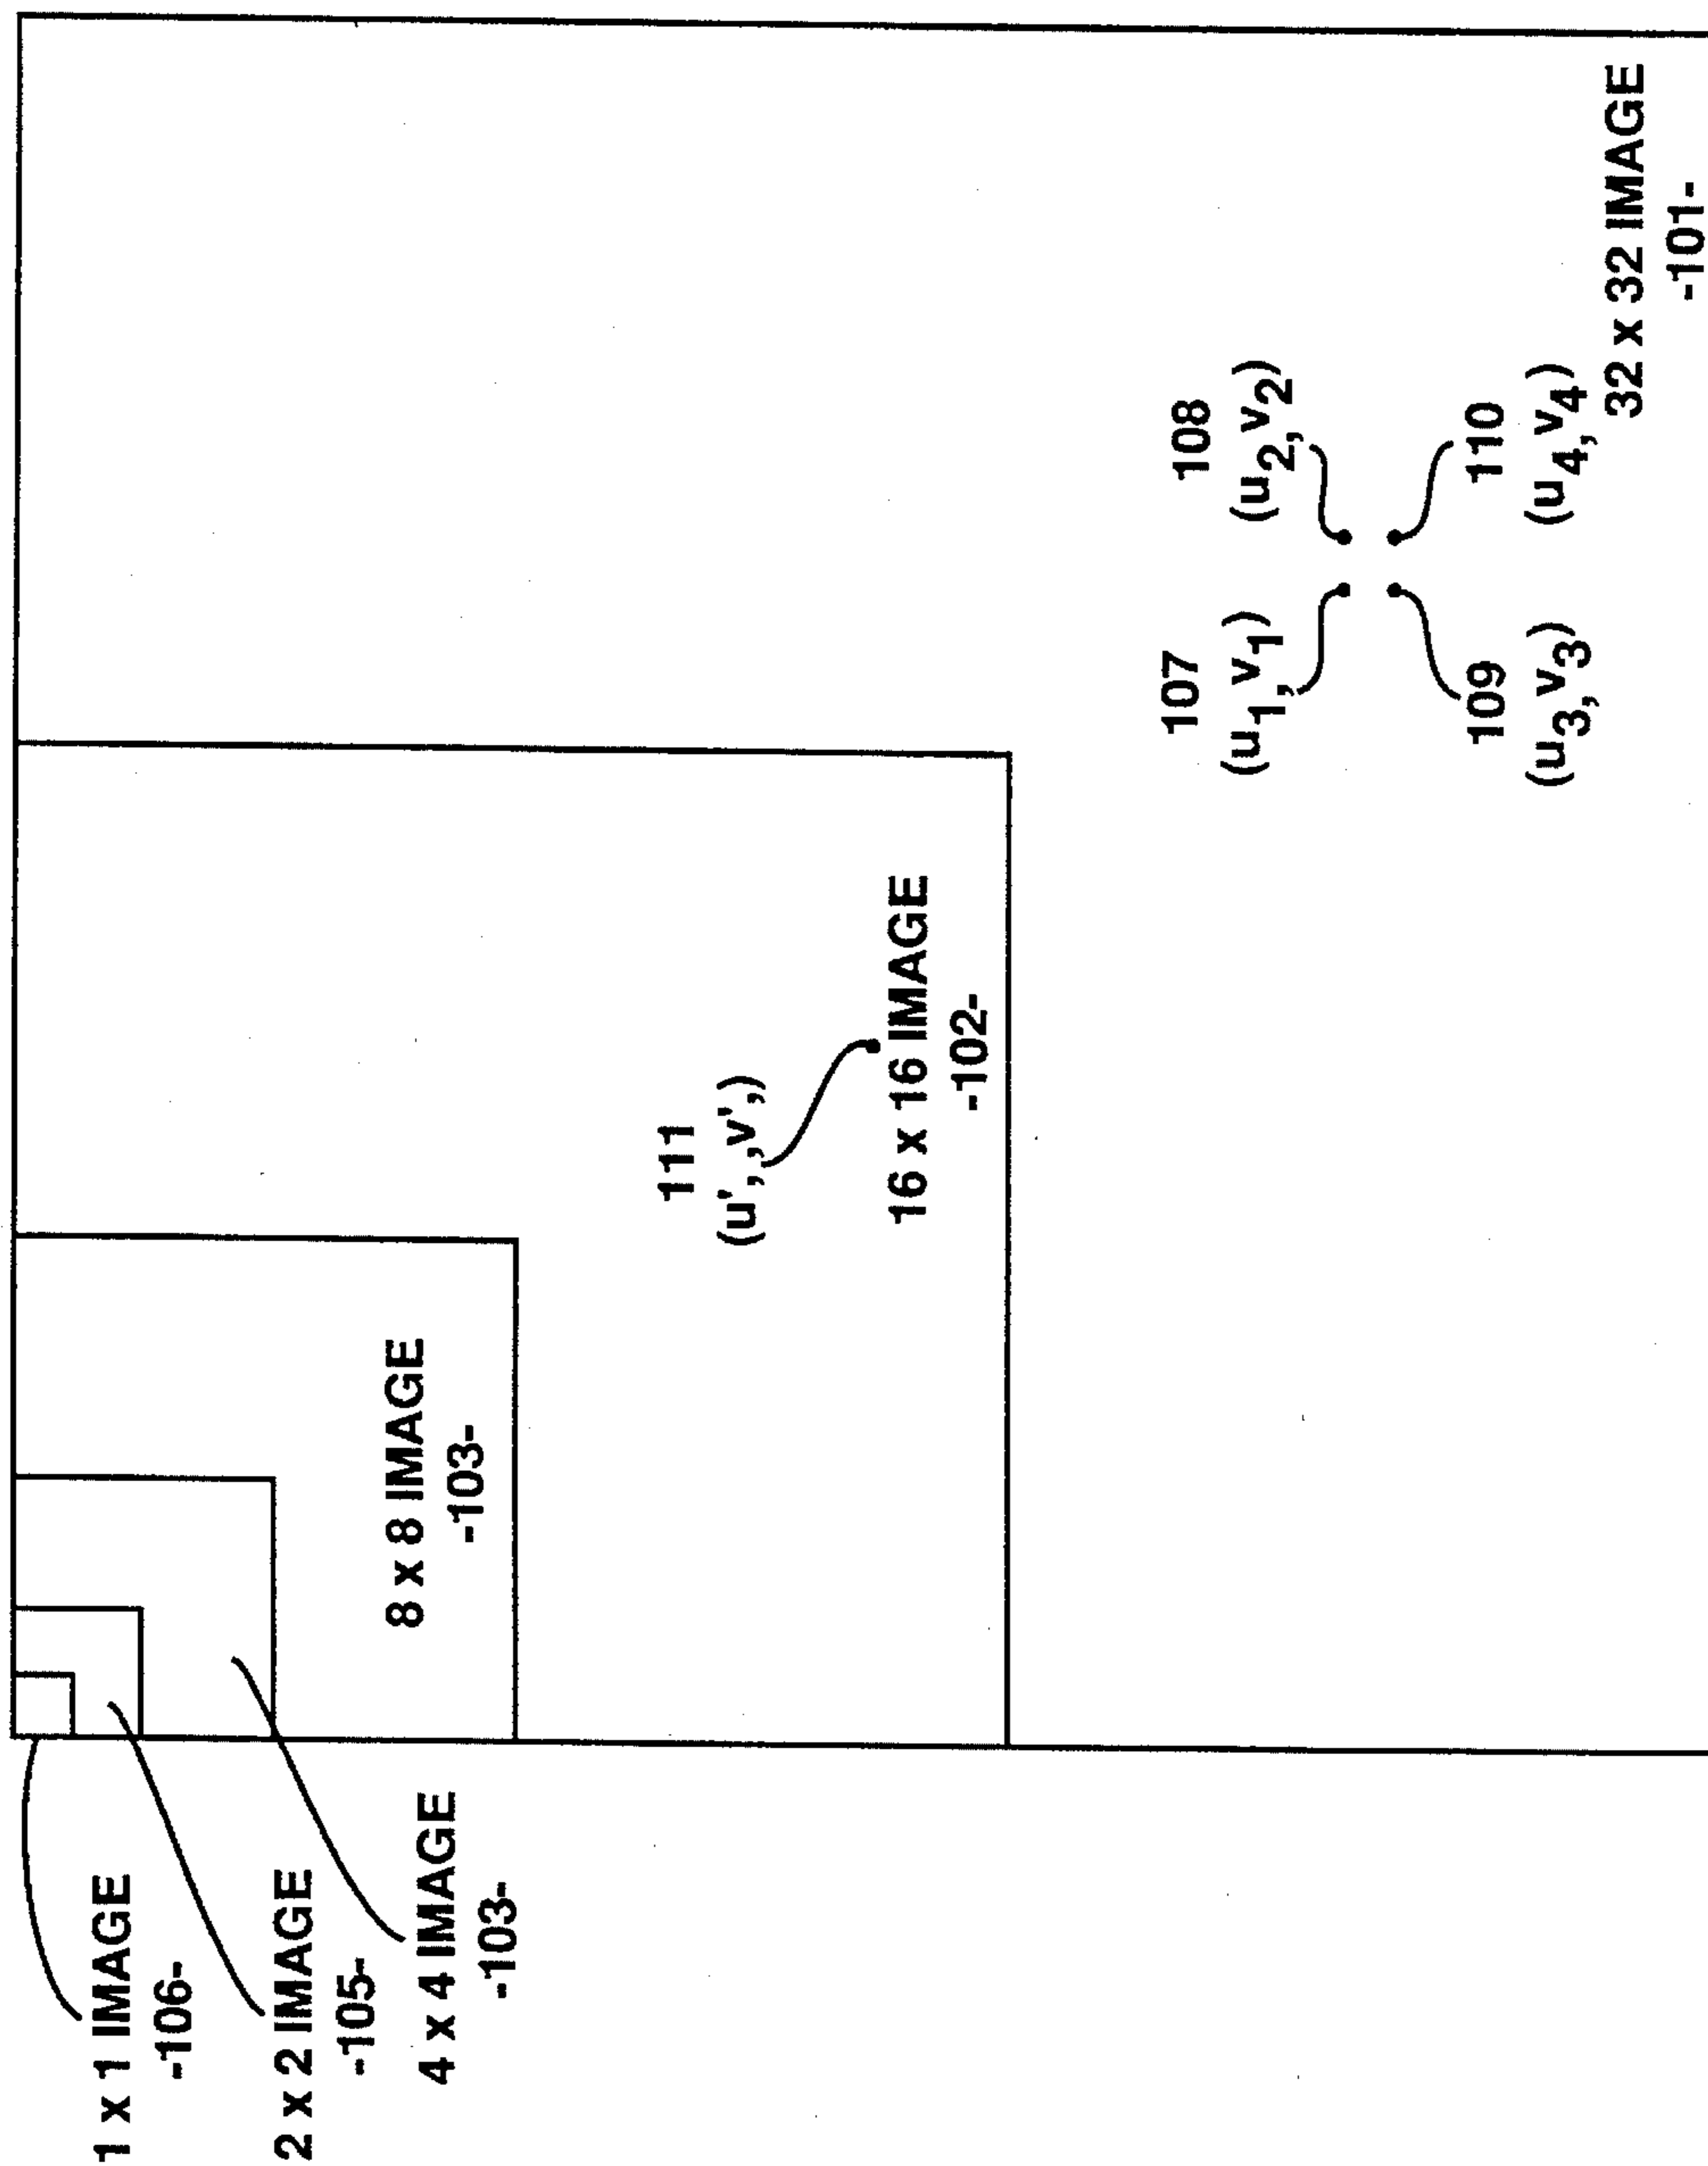 1 x 1 IMAGE
-106-
2 x 2 IMAGE
-105-
4 x 4 IMAGE
-103-
8 x 8 IMAGE
-103-
111
(u',,v',)
16 x 16 IMAGE
-102-
107
(u1,v1)
108
(u2,v2)
109
(u3,v3)
110
(u4,v4)
32 x 32 IMAGE
-101-